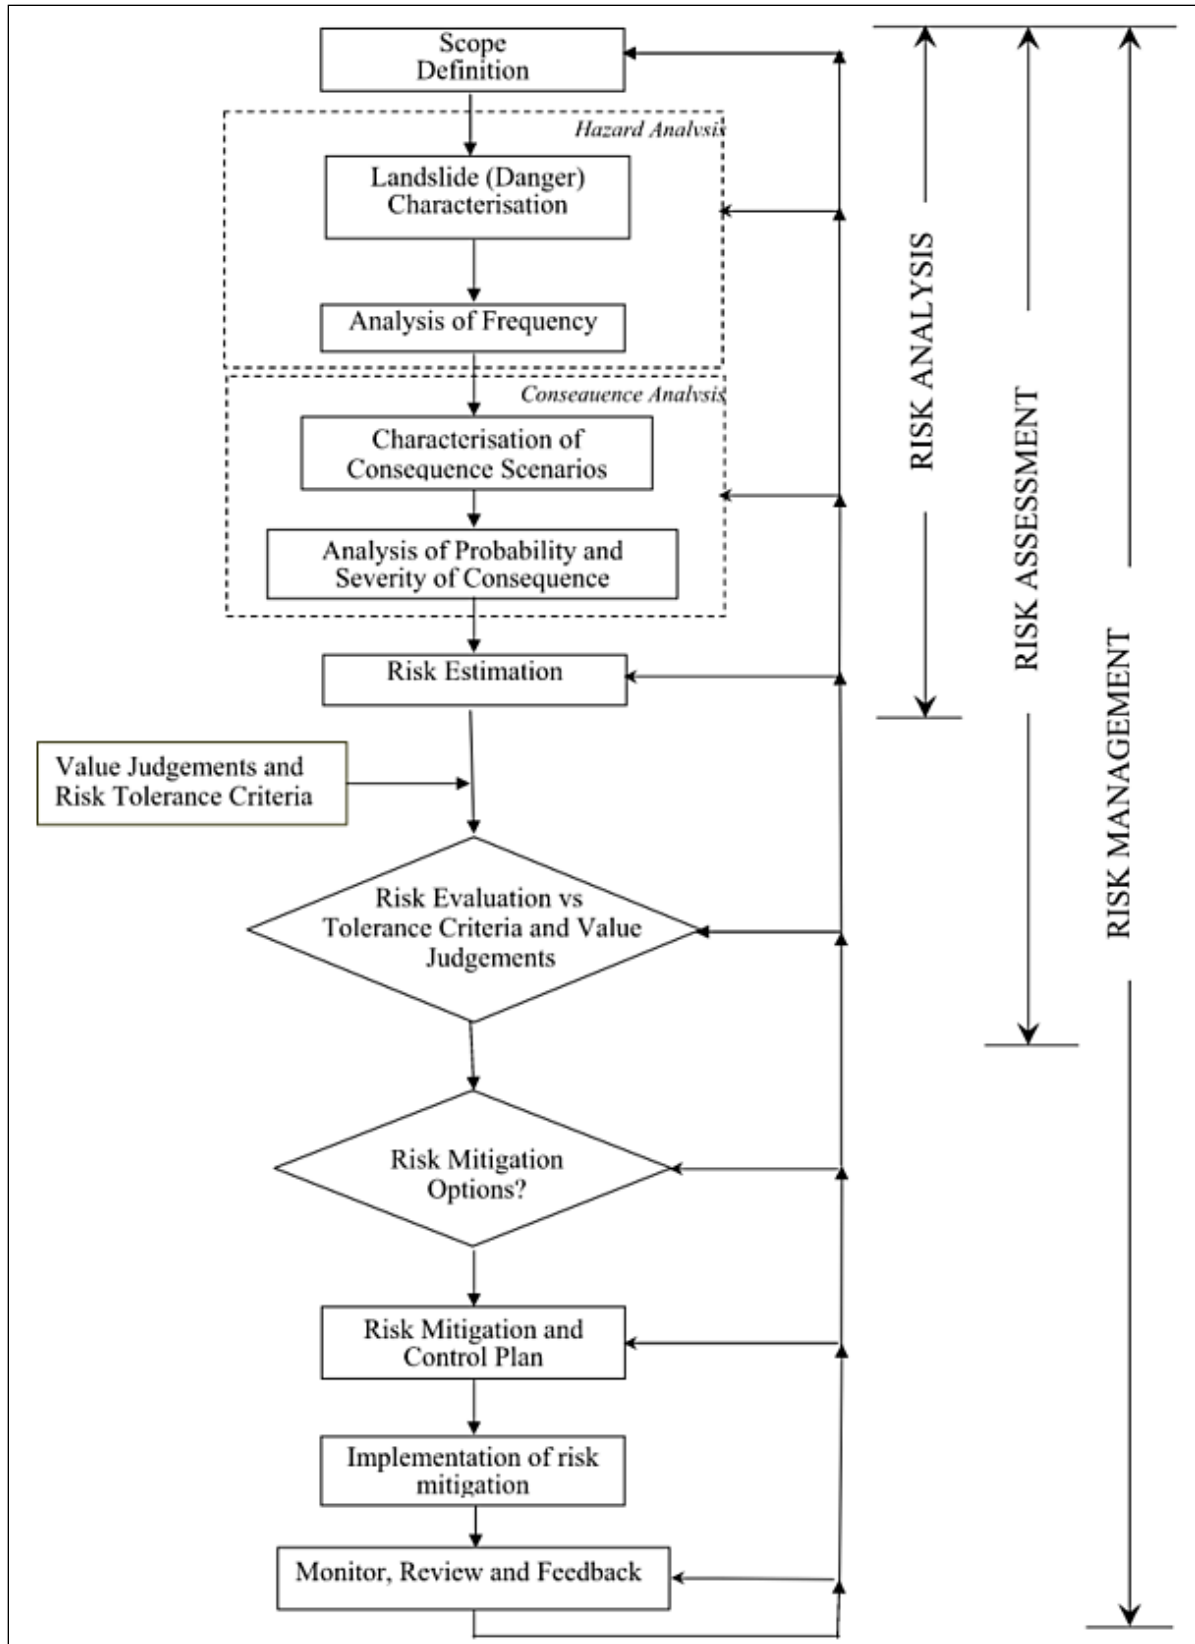 Scope
Definition
Hazard Analysis
Landslide (Danger)
Characterisation
Analysis of Frequency
Consequence Analysis
Characterisation of
Consequence Scenarios
Analysis of Probability and
Severity of Consequence
Risk Estimation
Value Judgements and
Risk Tolerance Criteria
Risk Evaluation vs
Tolerance Criteria and Value
Judgements
Risk Mitigation
Options?
Risk Mitigation and
Control Plan
Implementation of risk
mitigation
Monitor, Review and Feedback
RISK ANALYSIS
RISK ASSESSMENT
RISK MANAGEMENT